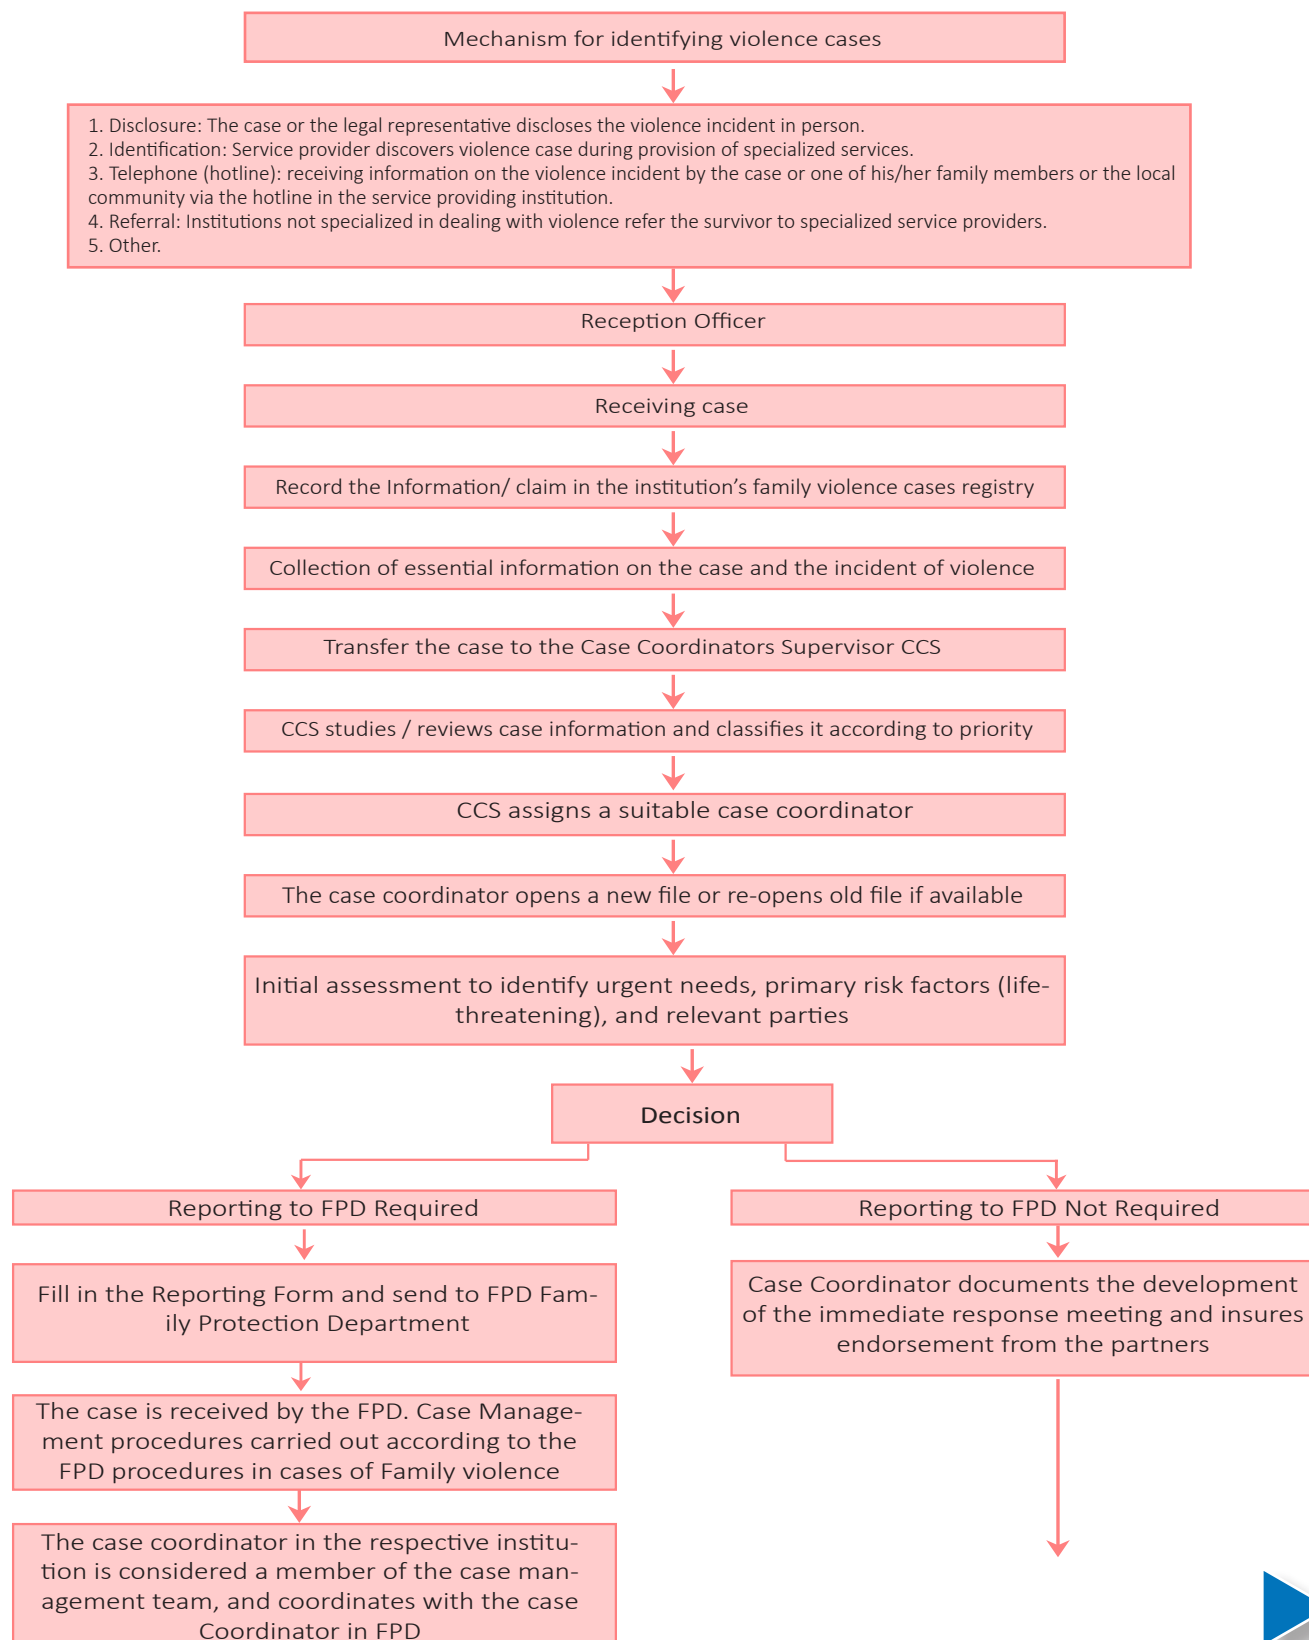 Mechanism for identifying violence cases
1. Disclosure: The case or the legal representative discloses the violence incident in person.
2. Identification: Service provider discovers violence case during provision of specialized services.
3. Telephone (hotline): receiving information on the violence incident by the case or one of his/her family members or the local
community via the hotline in the service providing institution.
4. Referral: Institutions not specialized in dealing with violence refer the survivor to specialized service providers.
5. Other.
Reception Officer
Receiving case
Record the Information/ claim in the institution’s family violence cases registry
Collection of essential information on the case and the incident of violence
Transfer the case to the Case Coordinators Supervisor CCS
CCS studies / reviews case information and classifies it according to priority
CCS assigns a suitable case coordinator
The case coordinator opens a new file or re-opens old file if available
Initial assessment to identify urgent needs, primary risk factors (life-
threatening), and relevant parties
Decision
Reporting to FPD Required
Fill in the Reporting Form and send to FPD Fam-
ily Protection Department
The case is received by the FPD. Case Manage-
ment procedures carried out according to the
FPD procedures in cases of Family violence
The case coordinator in the respective institu-
tion is considered a member of the case man-
agement team, and coordinates with the case
Coordinator in FPD
Reporting to FPD Not Required
Case Coordinator documents the development
of the immediate response meeting and insures
endorsement from the partners